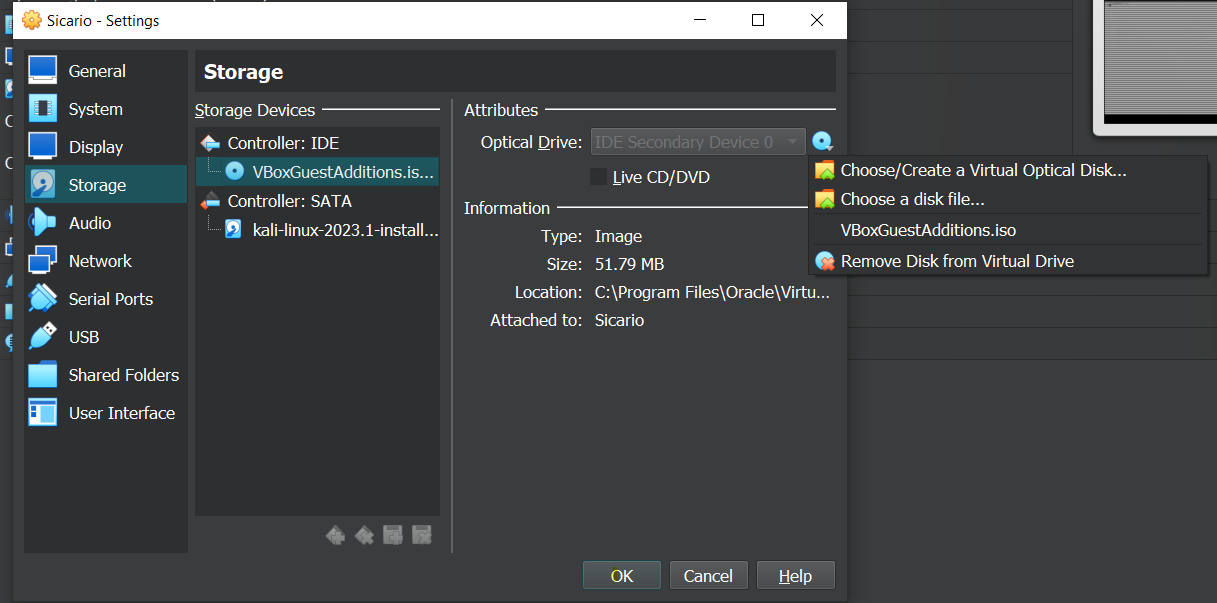 Sicario - Settings
General
System
Display
Storage
Audio
Network
Serial Ports
USB
Shared Folders
User Interface
Storage
Storage Devices
Controller: IDE
VBoxGuestAdditions.is...
Controller: SATA
kali-linux-2023.1-install...
Attributes
Optical Drive: IDE Secondary Device 0
Live CD/DVD
Information
Type: Image
Size: 51.79 MB
Location: C:\Program Files\Oracle\Virtu...
Attached to: Sicario
Choose/Create a Virtual Optical Disk...
Choose a disk file...
VBoxGuestAdditions.iso
Remove Disk from Virtual Drive
OK Cancel Help